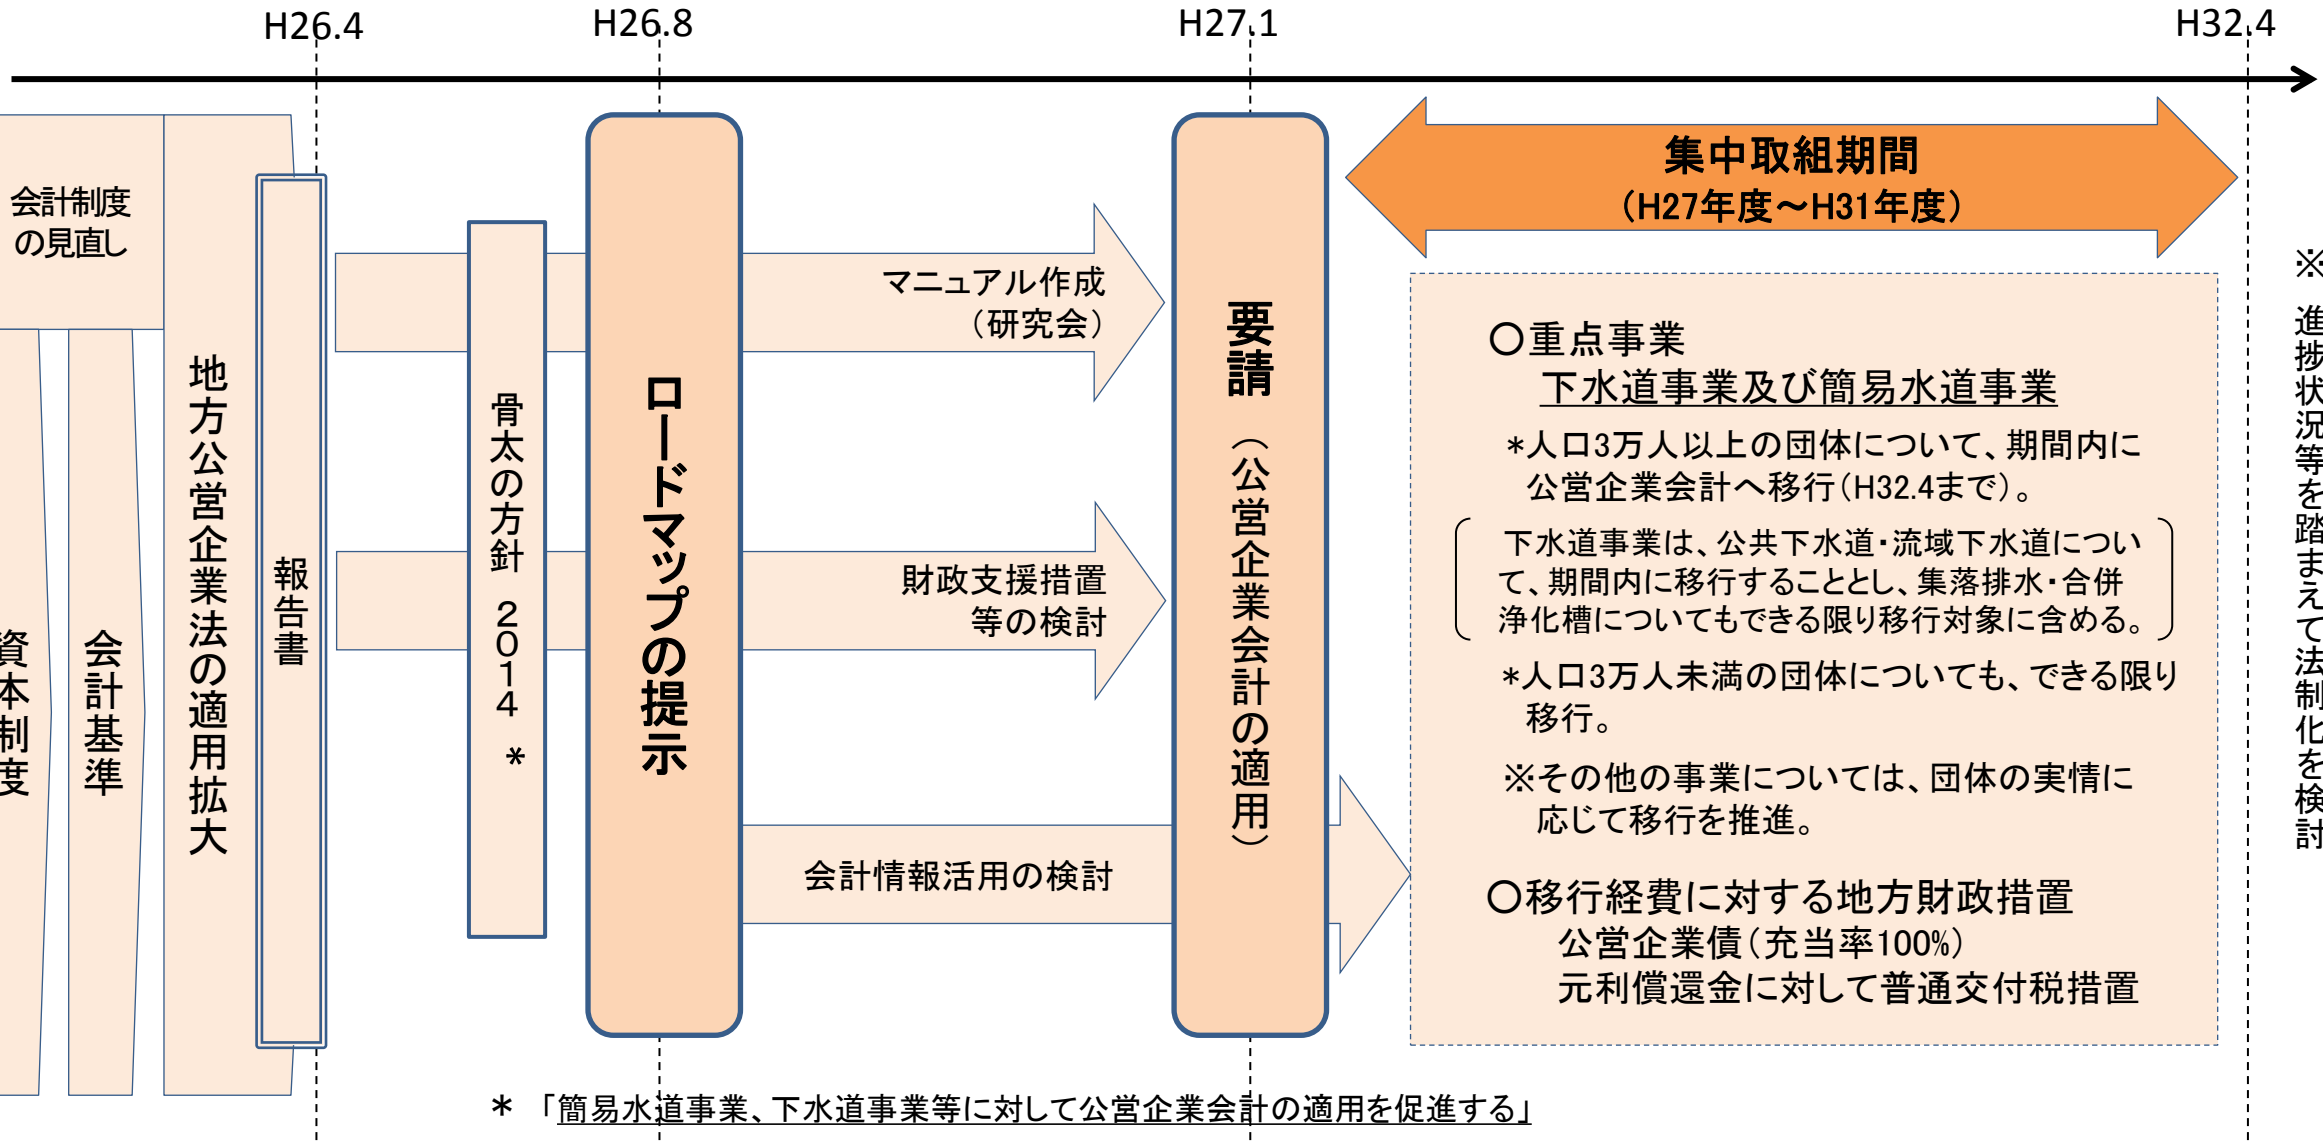 H26.4
H26.8
H27.1
H32.4
会計制度
の見直し
資本制度
会計基準
地方公営企業法の適用拡大
報告書
骨太の方針 2014 *
ロードマップの提示
マニュアル作成
（研究会）
財政支援措置
等の検討
会計情報活用の検討
要請（公営企業会計の適用）
集中取組期間
（H27年度～H31年度）
○重点事業
下水道事業及び簡易水道事業
*人口3万人以上の団体について、期間内に
公営企業会計へ移行（H32.4まで）。
下水道事業は、公共下水道・流域下水道につい
て、期間内に移行することとし、集落排水・合併
浄化槽についてもできる限り移行対象に含める。
*人口3万人未満の団体についても、できる限り
移行。
※その他の事業については、団体の実情に
応じて移行を推進。
○移行経費に対する地方財政措置
公営企業債（充当率100%）
元利償還金に対して普通交付税措置
※ 進捗状況等を踏まえて法制化を検討
* 「簡易水道事業、下水道事業等に対して公営企業会計の適用を促進する」